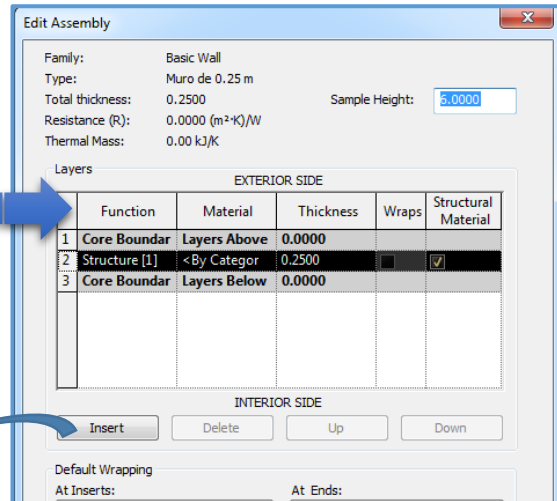 Edit Assembly
Family: Basic Wall
Type: Muro de 0.25 m
Total thickness: 0.2500 Sample Height: 6.0000
Resistance (R): 0.0000 (m²·K)/W
Thermal Mass: 0.00 kJ/K
Layers
EXTERIOR SIDE
Function Material Thickness Wraps Structural Material
1 Core Boundar Layers Above 0.0000
2 Structure [1] <By Categor 0.2500
3 Core Boundar Layers Below 0.0000
INTERIOR SIDE
Insert Delete Up Down
Default Wrapping
At Inserts: At Ends: